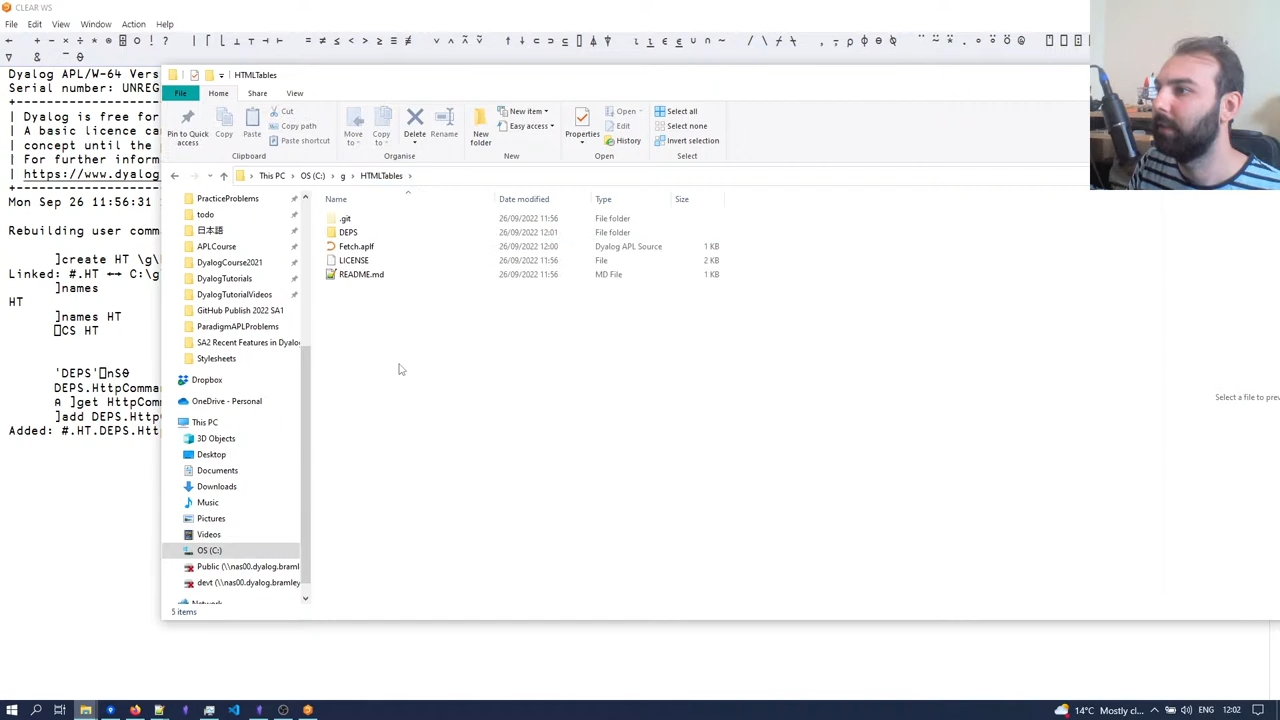 CLEAR WS
File Edit View Window Action Help
Dyalog APL/W-64 Vers
Serial number: UNREG
| Dyalog is free for
| A basic licence ca
| concept until the
| For further inform
| https://www.dyalog
Mon Sep 26 11:56:31
Rebuilding user comma
]create HT \g\
Linked: #.HT ←→ C:\g
]names
HT
]names HT
⎕CS HT
'DEPS'⎕nS⍬
DEPS.HttpComma
⍝ ]get HttpComm
]add DEPS.Http
Added: #.HT.DEPS.Htt
HTMLTables
File Home Share View
Pin to Quick access
Copy
Paste
Cut
Copy path
Paste shortcut
Clipboard
Move to
Copy to
Delete
Rename
Organise
New folder
New item
Easy access
New
Properties
Open
Edit
History
Open
Select all
Select none
Invert selection
Select
This PC > OS (C:) > g > HTMLTables >
PracticeProblems
todo
日本語
APLCourse
DyalogCourse2021
DyalogTutorials
DyalogTutorialVideos
GitHub Publish 2022 SA1
ParadigmAPLProblems
SA2 Recent Features in Dyalo
Stylesheets
Dropbox
OneDrive - Personal
This PC
3D Objects
Desktop
Documents
Downloads
Music
Pictures
Videos
OS (C:)
Public (\\nas00.dyalog.braml
devt (\\nas00.dyalog.bramley
Network
Name Date modified Type Size
.git 26/09/2022 11:56 File folder
DEPS 26/09/2022 12:01 File folder
Fetch.aplf 26/09/2022 12:00 Dyalog APL Source 1 KB
LICENSE 26/09/2022 11:56 File 2 KB
README.md 26/09/2022 11:56 MD File 1 KB
Select a file to prev
5 items
14°C Mostly cl... ENG 12:02